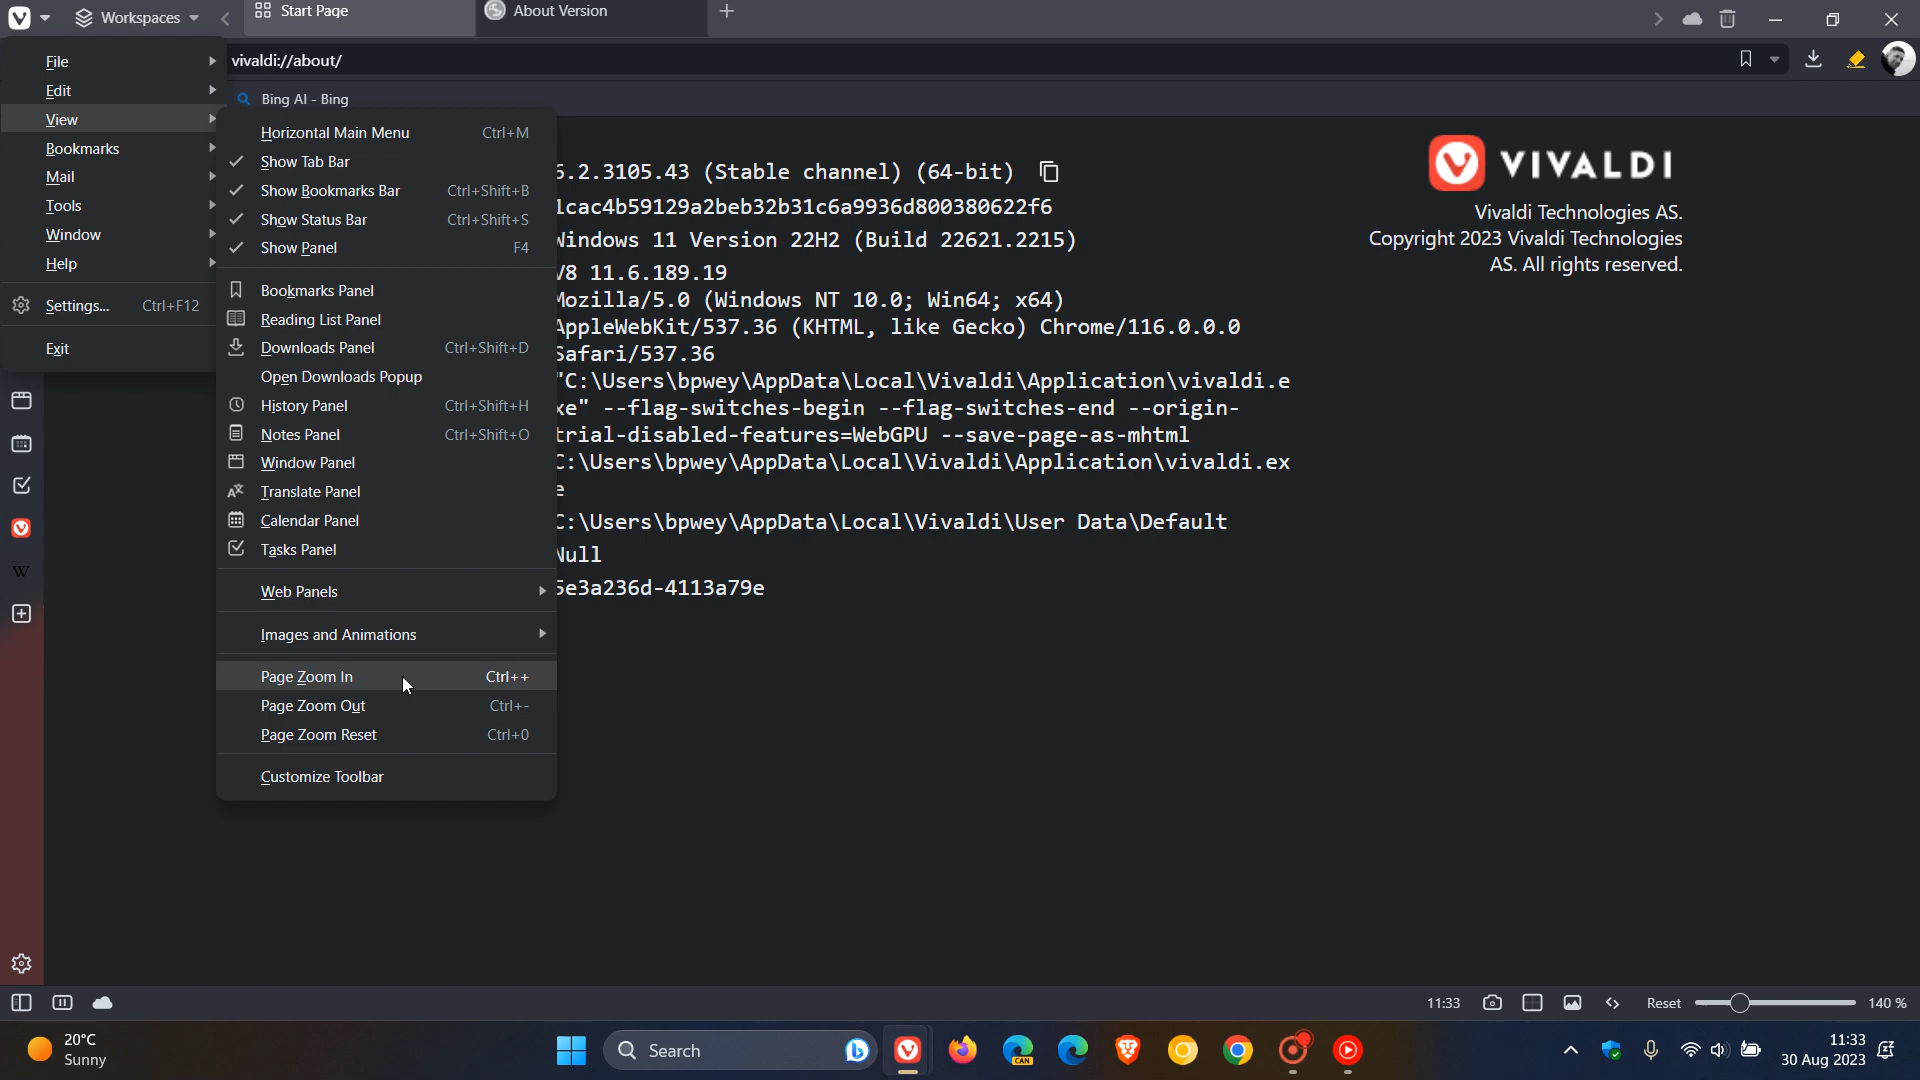 Workspaces
Start Page
About Version
vivaldi://about/
Bing AI - Bing
File
Edit
View
Bookmarks
Mail
Tools
Window
Help
Settings... Ctrl+F12
Exit
Horizontal Main Menu Ctrl+M
Show Tab Bar
Show Bookmarks Bar Ctrl+Shift+B
Show Status Bar Ctrl+Shift+S
Show Panel F4
Bookmarks Panel
Reading List Panel
Downloads Panel Ctrl+Shift+D
Open Downloads Popup
History Panel Ctrl+Shift+H
Notes Panel Ctrl+Shift+O
Window Panel
Translate Panel
Calendar Panel
Tasks Panel
Web Panels
Images and Animations
Page Zoom In Ctrl++
Page Zoom Out Ctrl+-
Page Zoom Reset Ctrl+0
Customize Toolbar
6.2.3105.43 (Stable channel) (64-bit)
1cac4b59129a2beb32b31c6a9936d800380622f6
Windows 11 Version 22H2 (Build 22621.2215)
V8 11.6.189.19
Mozilla/5.0 (Windows NT 10.0; Win64; x64)
AppleWebKit/537.36 (KHTML, like Gecko) Chrome/116.0.0.0
Safari/537.36
"C:\Users\bpwey\AppData\Local\Vivaldi\Application\vivaldi.e
xe" --flag-switches-begin --flag-switches-end --origin-
trial-disabled-features=WebGPU --save-page-as-mhtml
C:\Users\bpwey\AppData\Local\Vivaldi\Application\vivaldi.ex
e
C:\Users\bpwey\AppData\Local\Vivaldi\User Data\Default
Null
5e3a236d-4113a79e
VIVALDI
Vivaldi Technologies AS.
Copyright 2023 Vivaldi Technologies
AS. All rights reserved.
W
11:33
Reset
140 %
20°C
Sunny
Search
CAN
11:33
30 Aug 2023